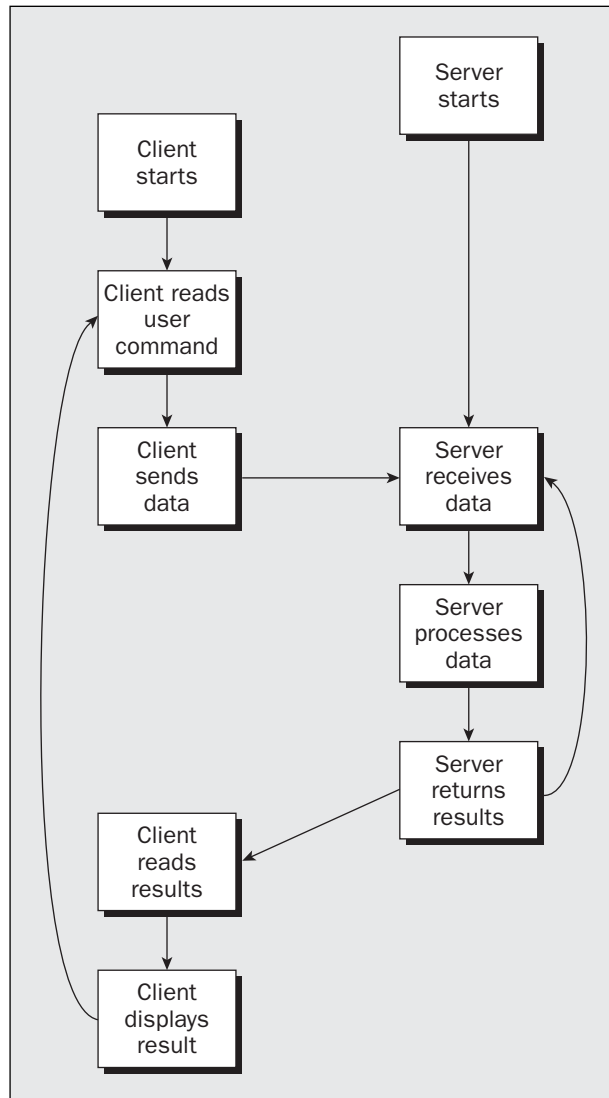 Server
starts
Client
starts
Client reads
user
command
Client
sends
data
Server
receives
data
Server
processes
data
Server
returns
results
Client
reads
results
Client
displays
result